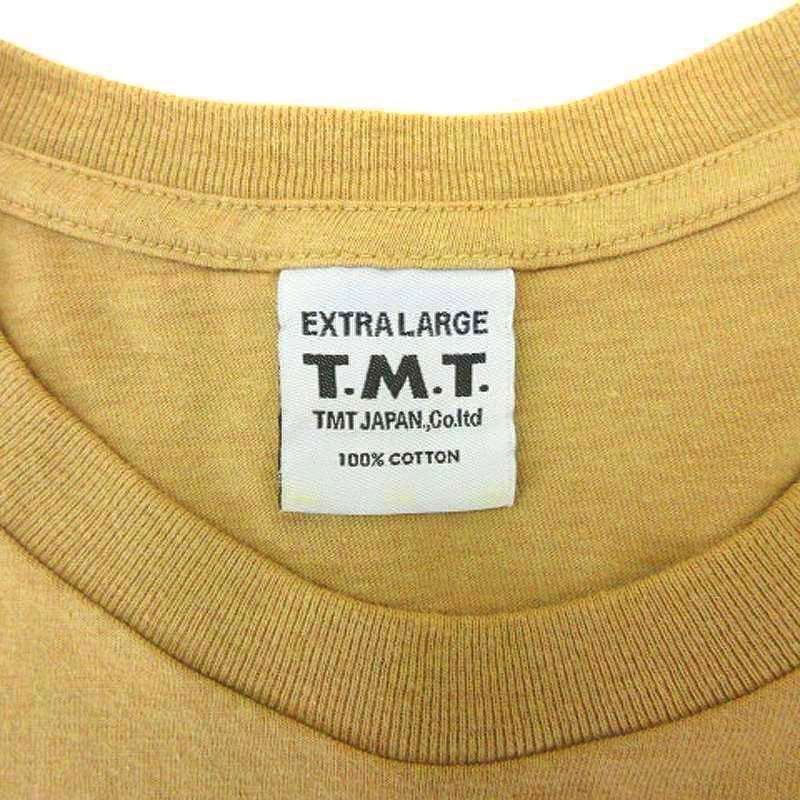 EXTRA LARGE
T.M.T.
TMT JAPAN.,Co.ltd
100% COTTON